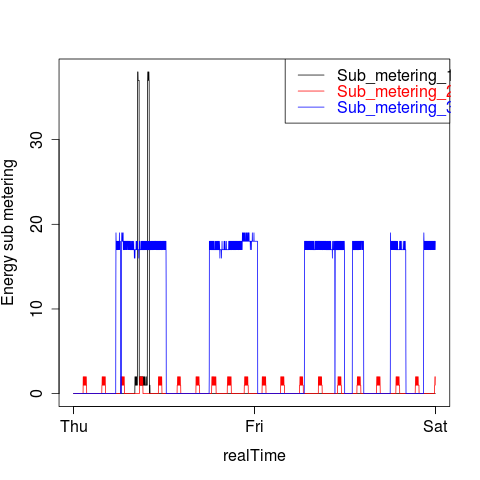 Sub_metering_1
Sub_metering_2
Sub_metering_3
Energy sub metering
30
20
10
0
Thu Fri Sat
realTime